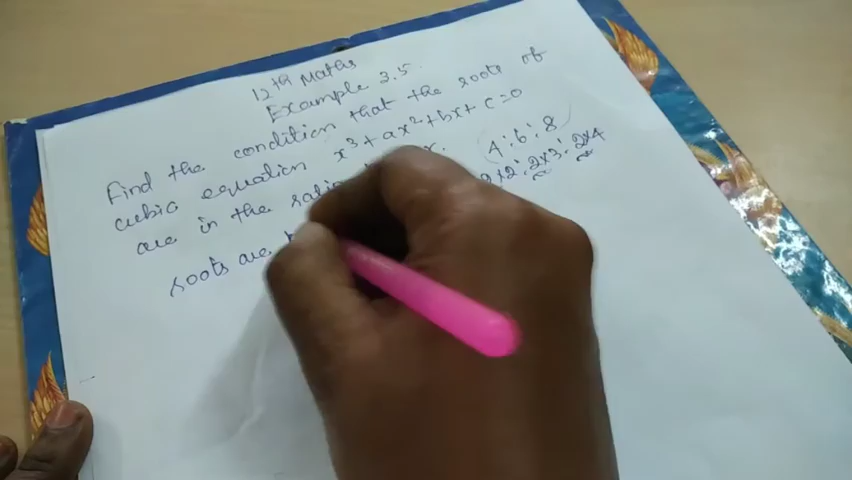 12th Maths
Example 3.5.
Find the condition that the roots of
cubic equation x³ + ax² + bx + c = 0
are in the ratio
4 : 6 : 8
2×2 : 2×3 : 2×4
roots are